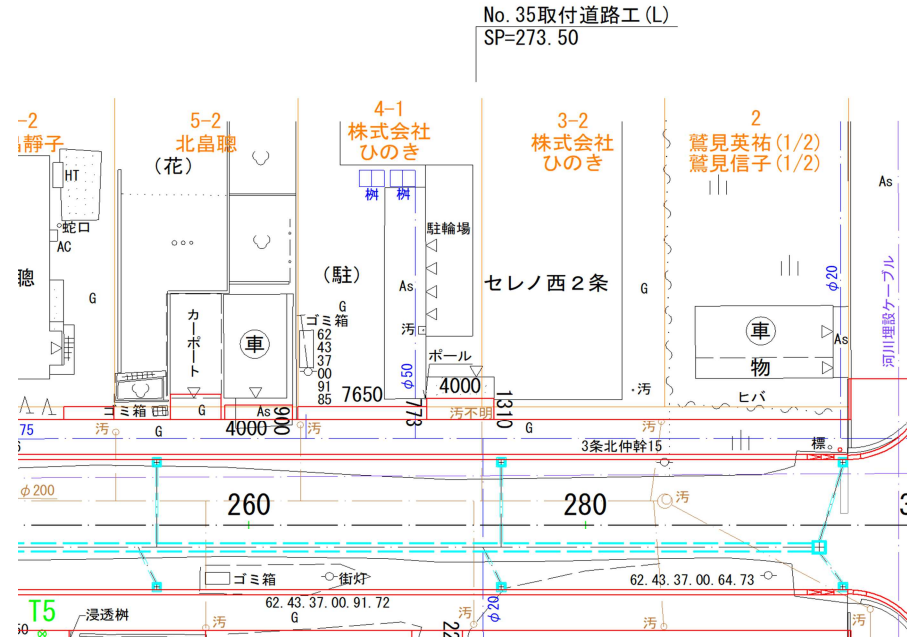 No.35取付道路工(L)
SP=273.50
-2
静子
5-2
北畠聰
4-1
株式会社
ひのき
3-2
株式会社
ひのき
2
鷲見英祐(1/2)
鷲見信子(1/2)
(花)
HT
蛇口
AC
聰
G
桝
桝
駐輪場
(駐)
As
セレノ西2条
G
φ20
As
河川埋設ケーブル
カーポート
車
G
ゴミ箱
62
43
37
00
91
85
汚
φ50
ポール
車
物
As
7650
4000
773
1310
汚
ヒバ
ゴミ箱
G
As
900
4000
汚不明
75
汚
G
汚
G
汚
3条北仲幹15
標
φ200
260
280
汚
3
ゴミ箱
街灯
62.43.37.00.91.72
62.43.37.00.64.73
T5
浸透桝
汚
G
汚
φ20
汚
汚
50
22